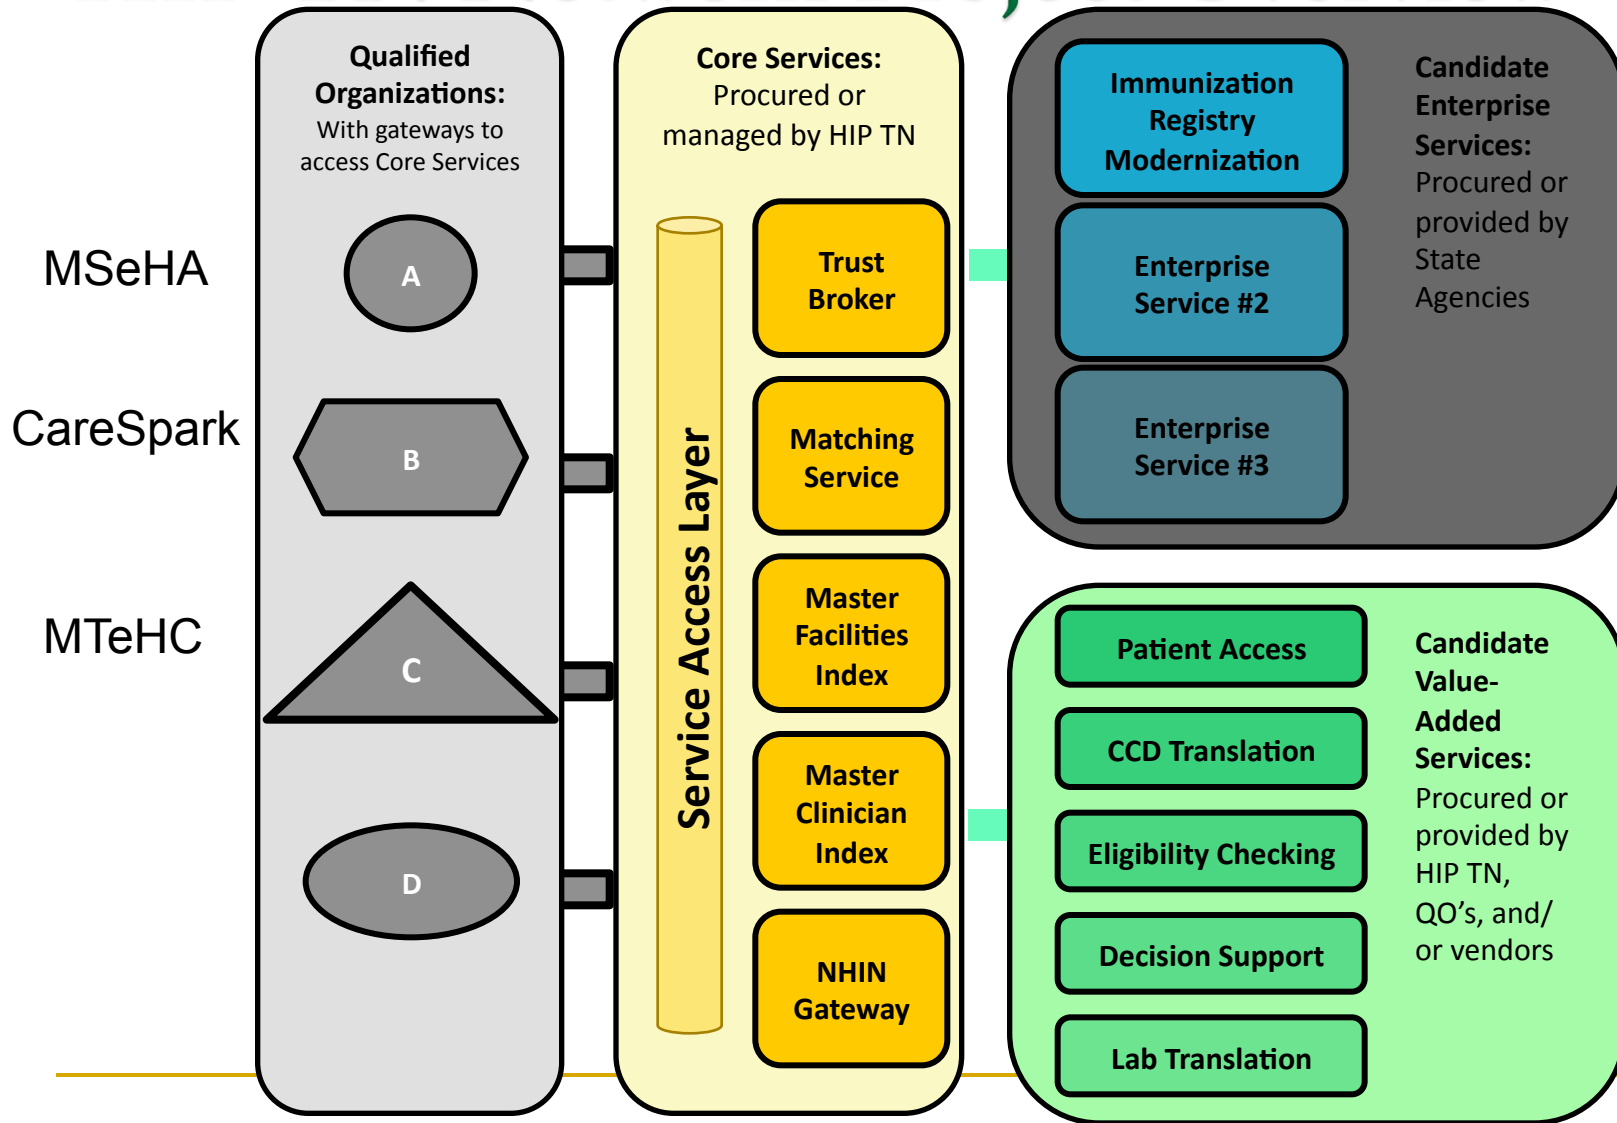 MSeHA
CareSpark
MTeHC
Qualified
Organizations:
With gateways to
access Core Services
A
B
C
D
Core Services:
Procured or
managed by HIP TN
Service Access Layer
Trust
Broker
Matching
Service
Master
Facilities
Index
Master
Clinician
Index
NHIN
Gateway
Immunization
Registry
Modernization
Enterprise
Service #2
Enterprise
Service #3
Candidate
Enterprise
Services:
Procured or
provided by
State
Agencies
Patient Access
CCD Translation
Eligibility Checking
Decision Support
Lab Translation
Candidate
Value-
Added
Services:
Procured or
provided by
HIP TN,
QO's, and/
or vendors